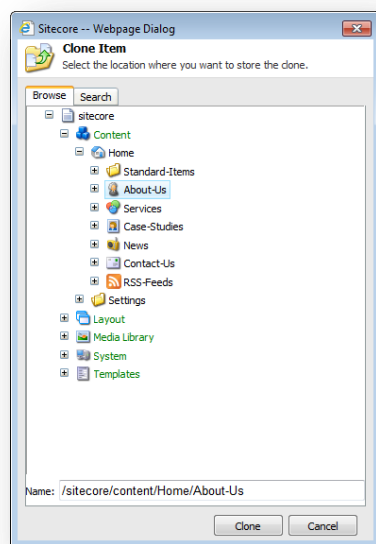 Sitecore -- Webpage Dialog
Clone Item
Select the location where you want to store the clone.
Browse Search
sitecore
Content
Home
Standard-Items
About-Us
Services
Case-Studies
News
Contact-Us
RSS-Feeds
Settings
Layout
Media Library
System
Templates
Name: /sitecore/content/Home/About-Us
Clone Cancel